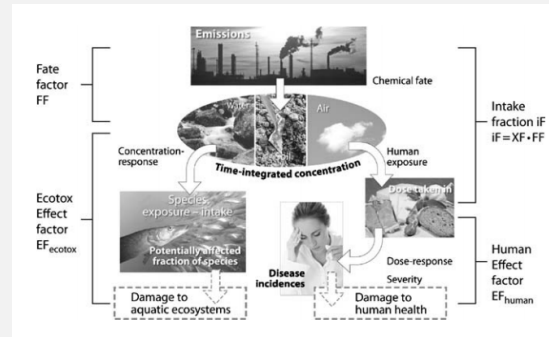 Emissions
Fate
factor
FF
Chemical fate
Water
Soil
Air
Intake
fraction iF
iF=XF•FF
Concentration-
response
Human
exposure
Time-integrated concentration
Ecotox
Effect
factor
EFecotox
Species
exposure – intake
Potentially affected
fraction of species
Dose taken in
Disease
incidences
Dose-response
Severity
Human
Effect
factor
EFhuman
Damage to
aquatic ecosystems
Damage to
human health